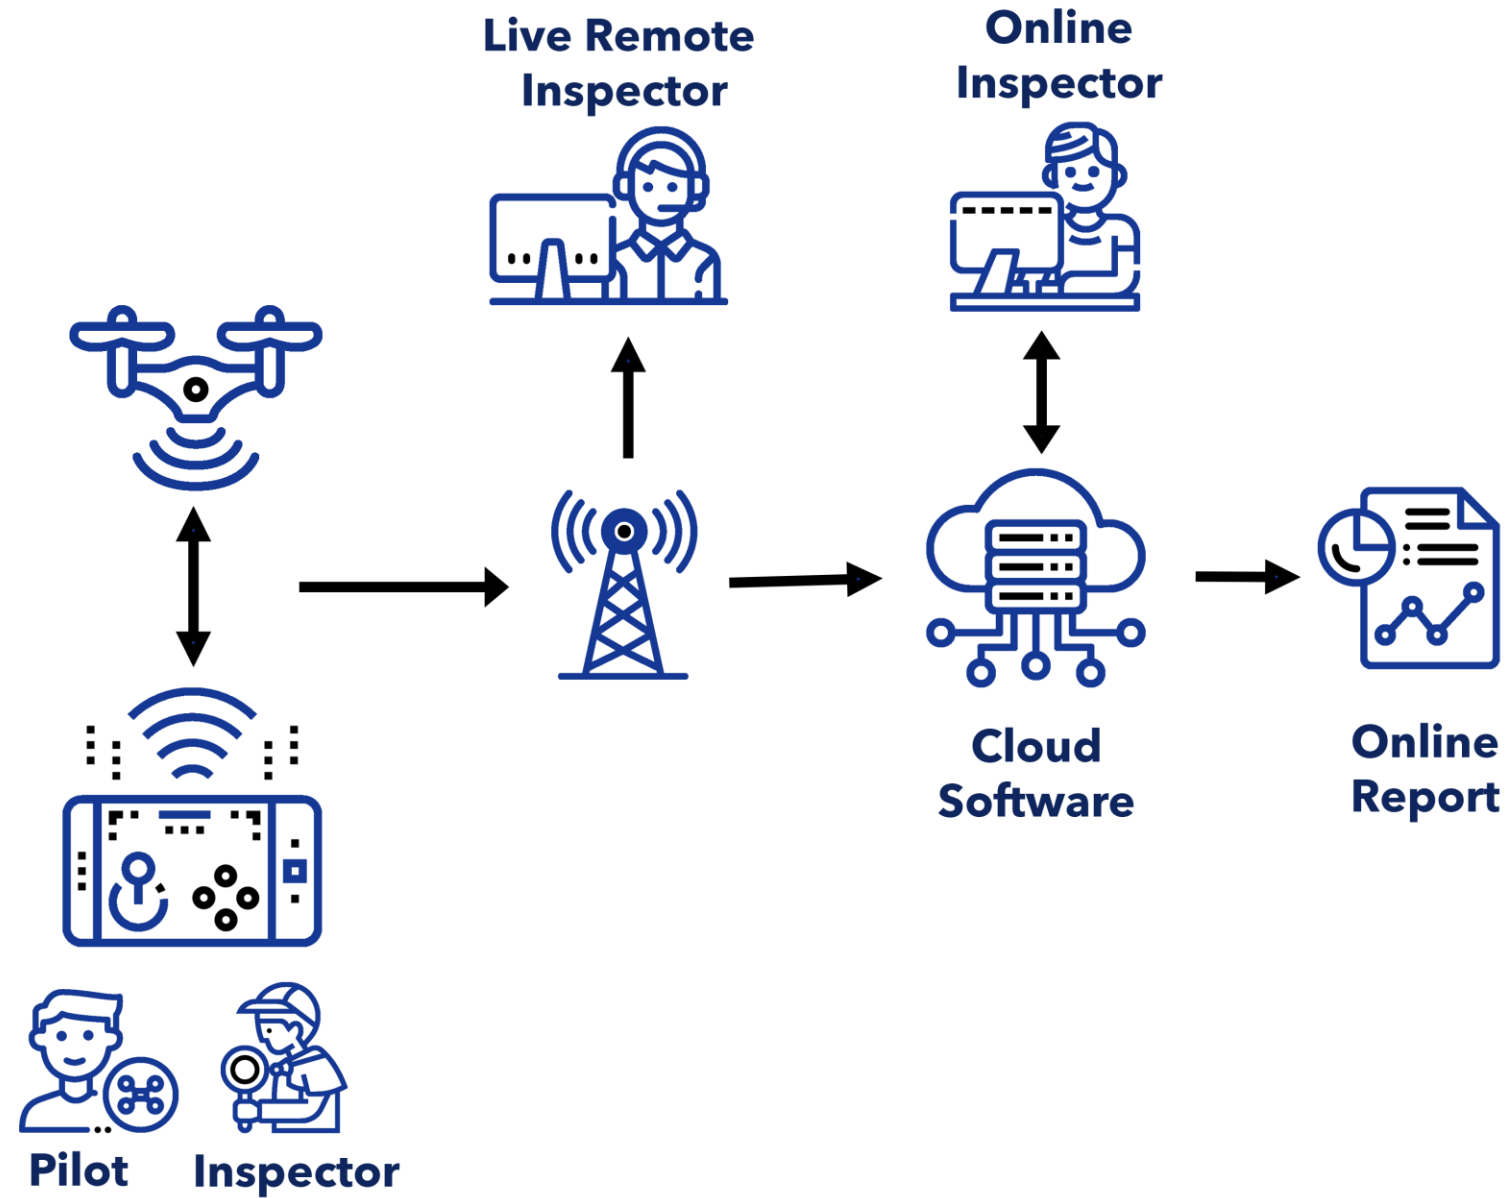 Live Remote
Inspector
Online
Inspector
Cloud
Software
Online
Report
Pilot
Inspector